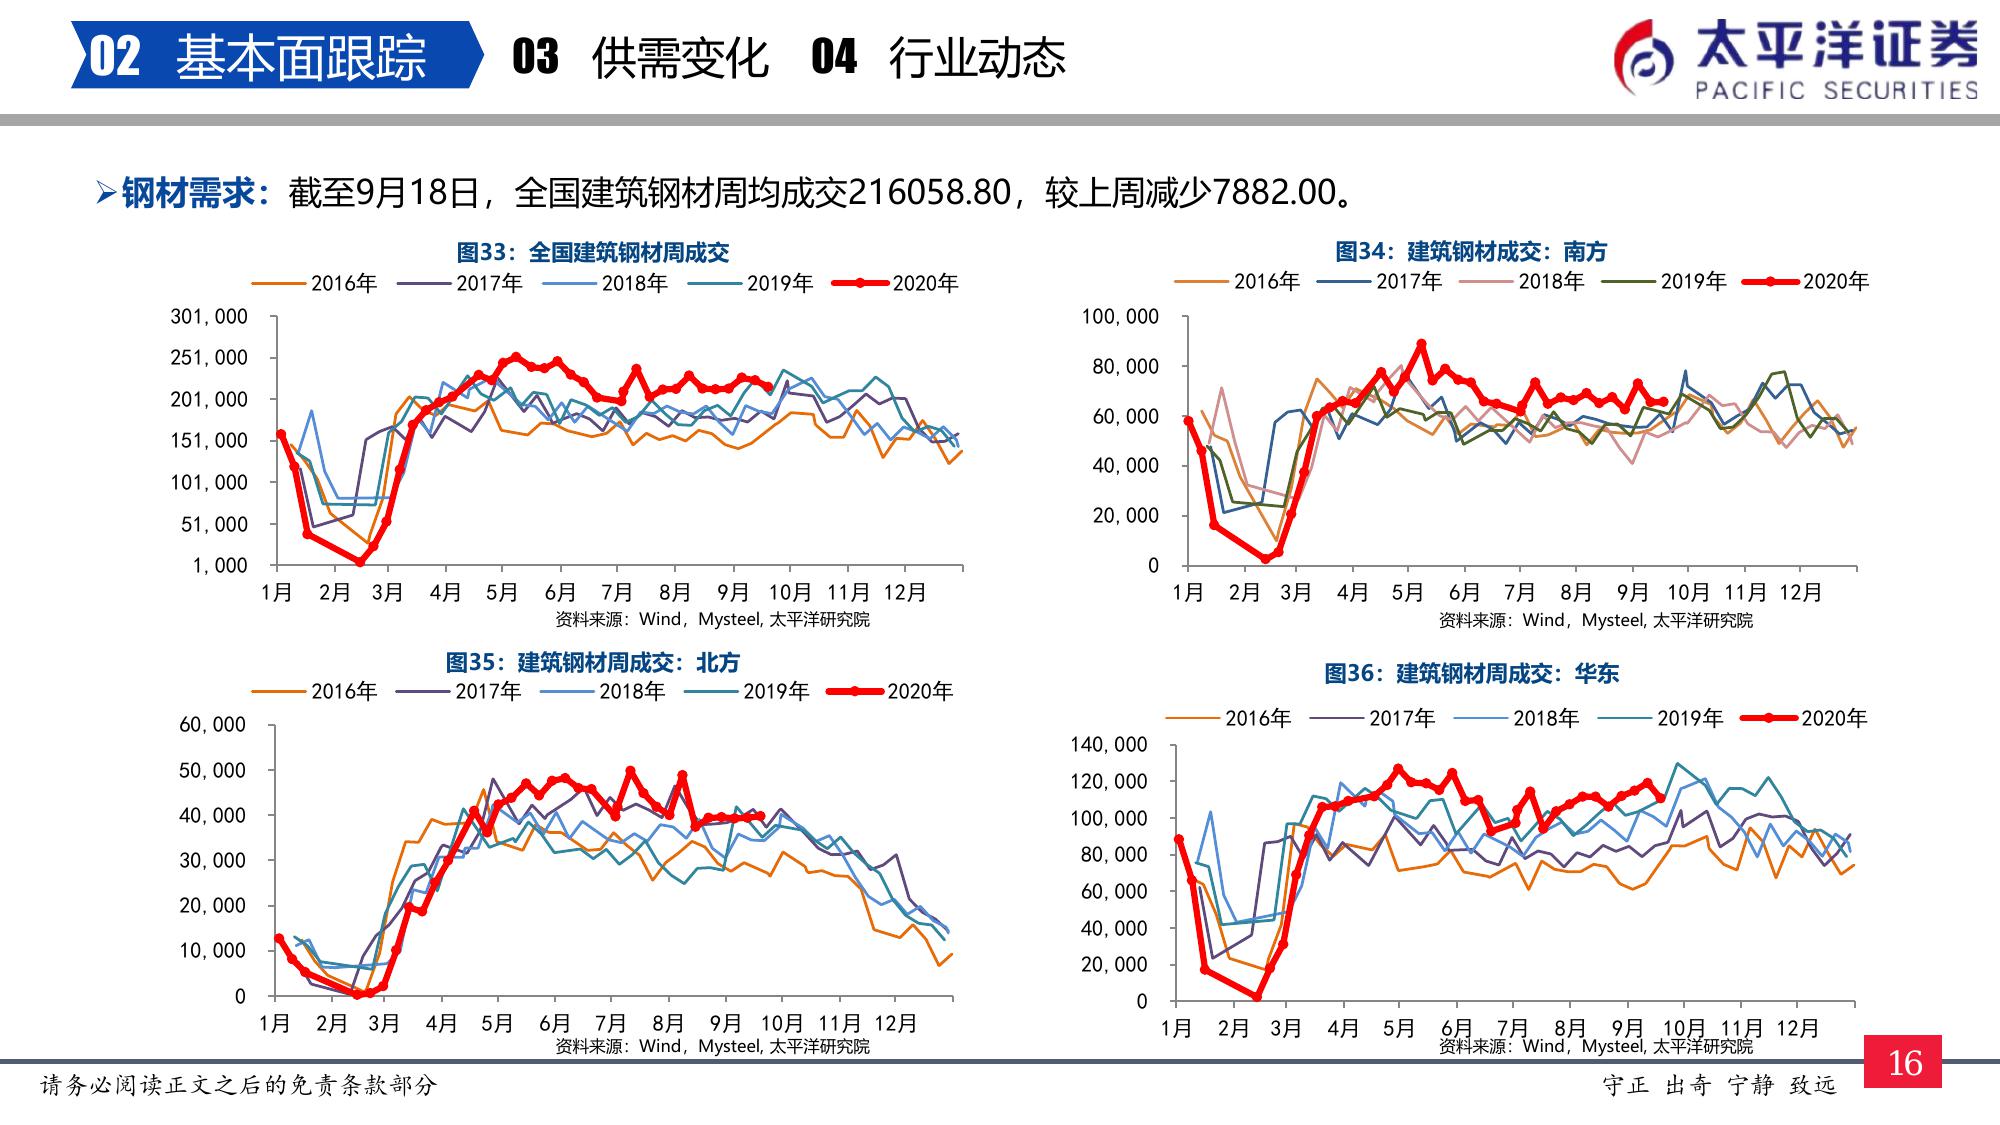 02 基本面跟踪 03 供需变化 04 行业动态
太平洋证券
PACIFIC SECURITIES
➢钢材需求：截至9月18日，全国建筑钢材周均成交216058.80，较上周减少7882.00。
图33：全国建筑钢材周成交
2016年 2017年 2018年 2019年 2020年
301,000
251,000
201,000
151,000
101,000
51,000
1,000
1月 2月 3月 4月 5月 6月 7月 8月 9月 10月 11月 12月
资料来源：Wind，Mysteel, 太平洋研究院
图34：建筑钢材成交：南方
2016年 2017年 2018年 2019年 2020年
100,000
80,000
60,000
40,000
20,000
0
1月 2月 3月 4月 5月 6月 7月 8月 9月 10月 11月 12月
资料来源：Wind，Mysteel, 太平洋研究院
图35：建筑钢材周成交：北方
2016年 2017年 2018年 2019年 2020年
60,000
50,000
40,000
30,000
20,000
10,000
0
1月 2月 3月 4月 5月 6月 7月 8月 9月 10月 11月 12月
资料来源：Wind，Mysteel, 太平洋研究院
图36：建筑钢材周成交：华东
2016年 2017年 2018年 2019年 2020年
140,000
120,000
100,000
80,000
60,000
40,000
20,000
0
1月 2月 3月 4月 5月 6月 7月 8月 9月 10月 11月 12月
资料来源：Wind，Mysteel, 太平洋研究院
16
请务必阅读正文之后的免责条款部分
守正 出奇 宁静 致远